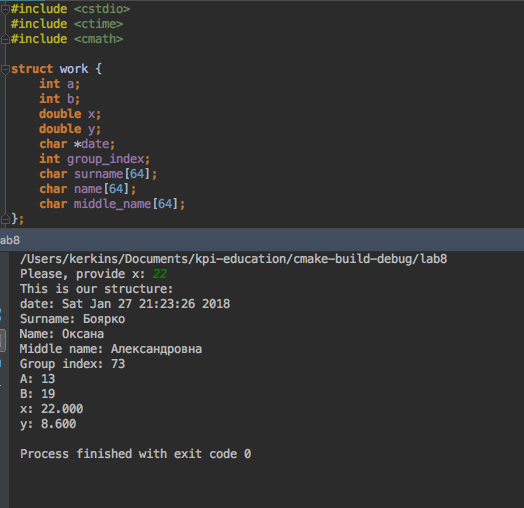 #include <cstdio>
#include <ctime>
#include <cmath>
struct work {
int a;
int b;
double x;
double y;
char *date;
int group_index;
char surname[64];
char name[64];
char middle_name[64];
};
ab8
/Users/kerkins/Documents/kpi-education/cmake-build-debug/lab8
Please, provide x: 22
This is our structure:
date: Sat Jan 27 21:23:26 2018
Surname: Боярко
Name: Оксана
Middle name: Александровна
Group index: 73
A: 13
B: 19
x: 22.000
y: 8.600
Process finished with exit code 0